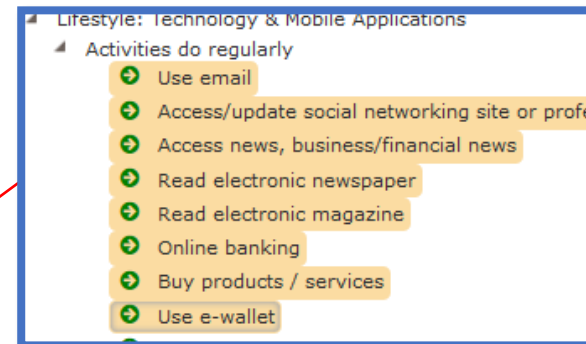 Lifestyle: Technology & Mobile Applications
Activities do regularly
Use email
Access/update social networking site or
Access news, business/financial news
Read electronic newspaper
Read electronic magazine
Online banking
Buy products / services
Use e-wallet